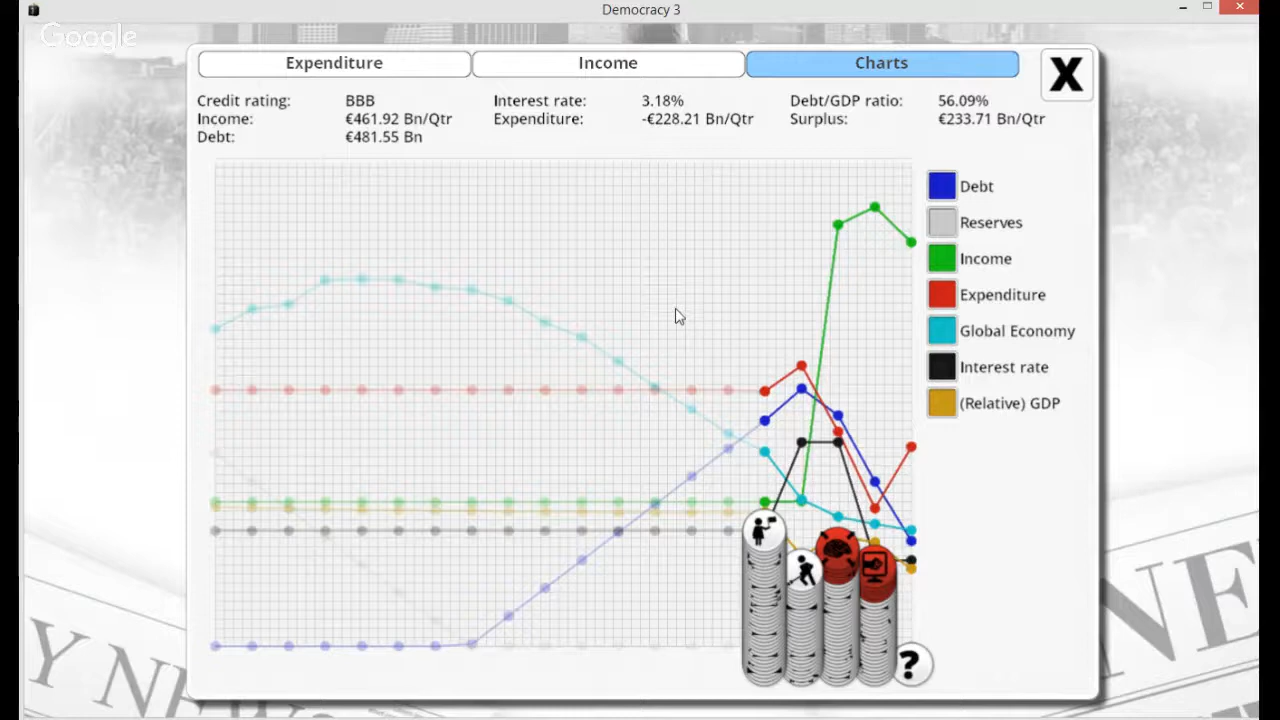 Democracy 3
Google
Expenditure Income Charts X
Credit rating: BBB Interest rate: 3.18% Debt/GDP ratio: 56.09%
Income: €461.92 Bn/Qtr Expenditure: -€228.21 Bn/Qtr Surplus: €233.71 Bn/Qtr
Debt: €481.55 Bn
Debt
Reserves
Income
Expenditure
Global Economy
Interest rate
(Relative) GDP
?
Y NEWS
NE